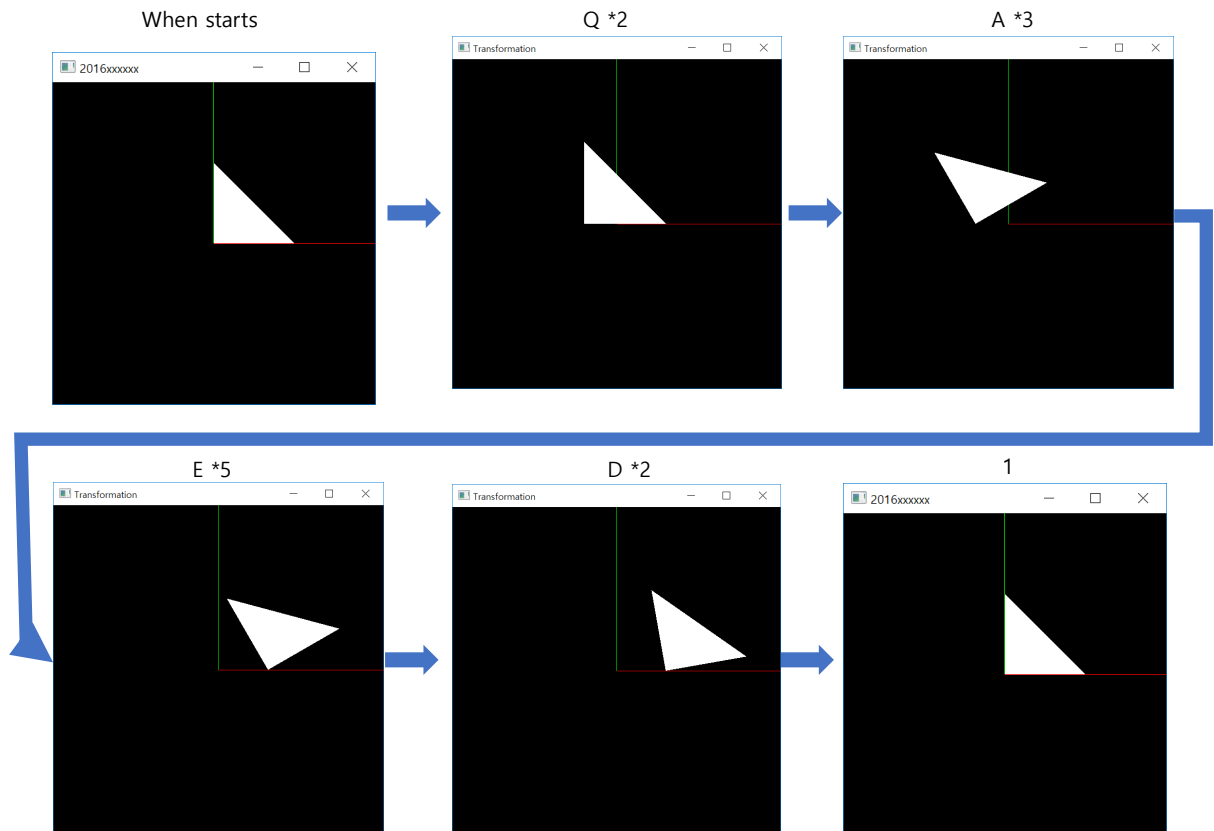 When starts
Q *2
A *3
2016xxxxxx
Transformation
Transformation
E *5
D *2
1
Transformation
Transformation
2016xxxxxx